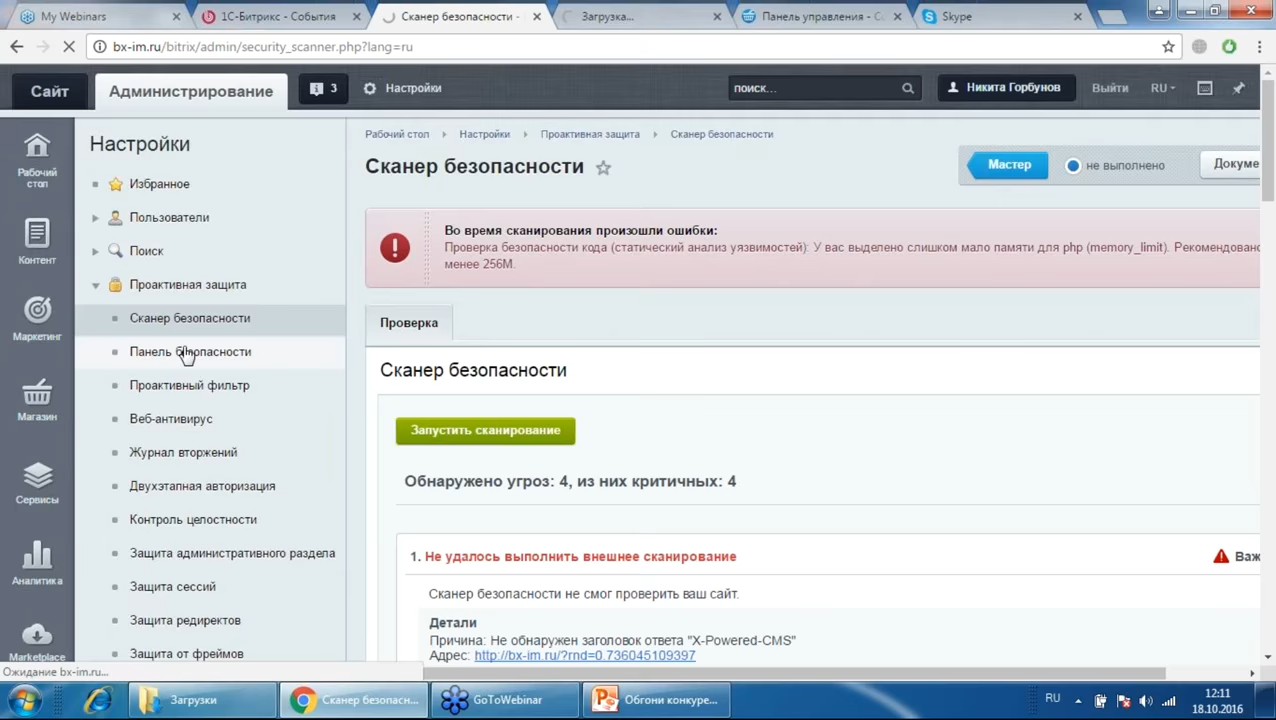 My Webinars
1С-Битрикс - События
Сканер безопасности -
Загрузка...
Панель управления - Со
Skype
bx-im.ru/bitrix/admin/security_scanner.php?lang=ru
Сайт
Администрирование
3
Настройки
поиск...
Никита Горбунов
Выйти
RU
Рабочий стол
Контент
Маркетинг
Магазин
Сервисы
Аналитика
Marketplace
Настройки
Избранное
Пользователи
Поиск
Проактивная защита
Сканер безопасности
Панель безопасности
Проактивный фильтр
Веб-антивирус
Журнал вторжений
Двухэтапная авторизация
Контроль целостности
Защита административного раздела
Защита сессий
Защита редиректов
Защита от фреймов
Рабочий стол
Настройки
Проактивная защита
Сканер безопасности
Сканер безопасности
Мастер
не выполнено
Докуме
Во время сканирования произошли ошибки:
Проверка безопасности кода (статический анализ уязвимостей): У вас выделено слишком мало памяти для php (memory_limit). Рекомендовано
менее 256M.
Проверка
Сканер безопасности
Запустить сканирование
Обнаружено угроз: 4, из них критичных: 4
1. Не удалось выполнить внешнее сканирование
Важ
Сканер безопасности не смог проверить ваш сайт.
Детали
Причина: Не обнаружен заголовок ответа "X-Powered-CMS"
Адрес: http://bx-im.ru/?rnd=0.736045109397
Ожидание bx-im.ru...
Загрузки
Сканер безопасн...
GoToWebinar
Обгони конкуре...
RU
12:11
18.10.2016